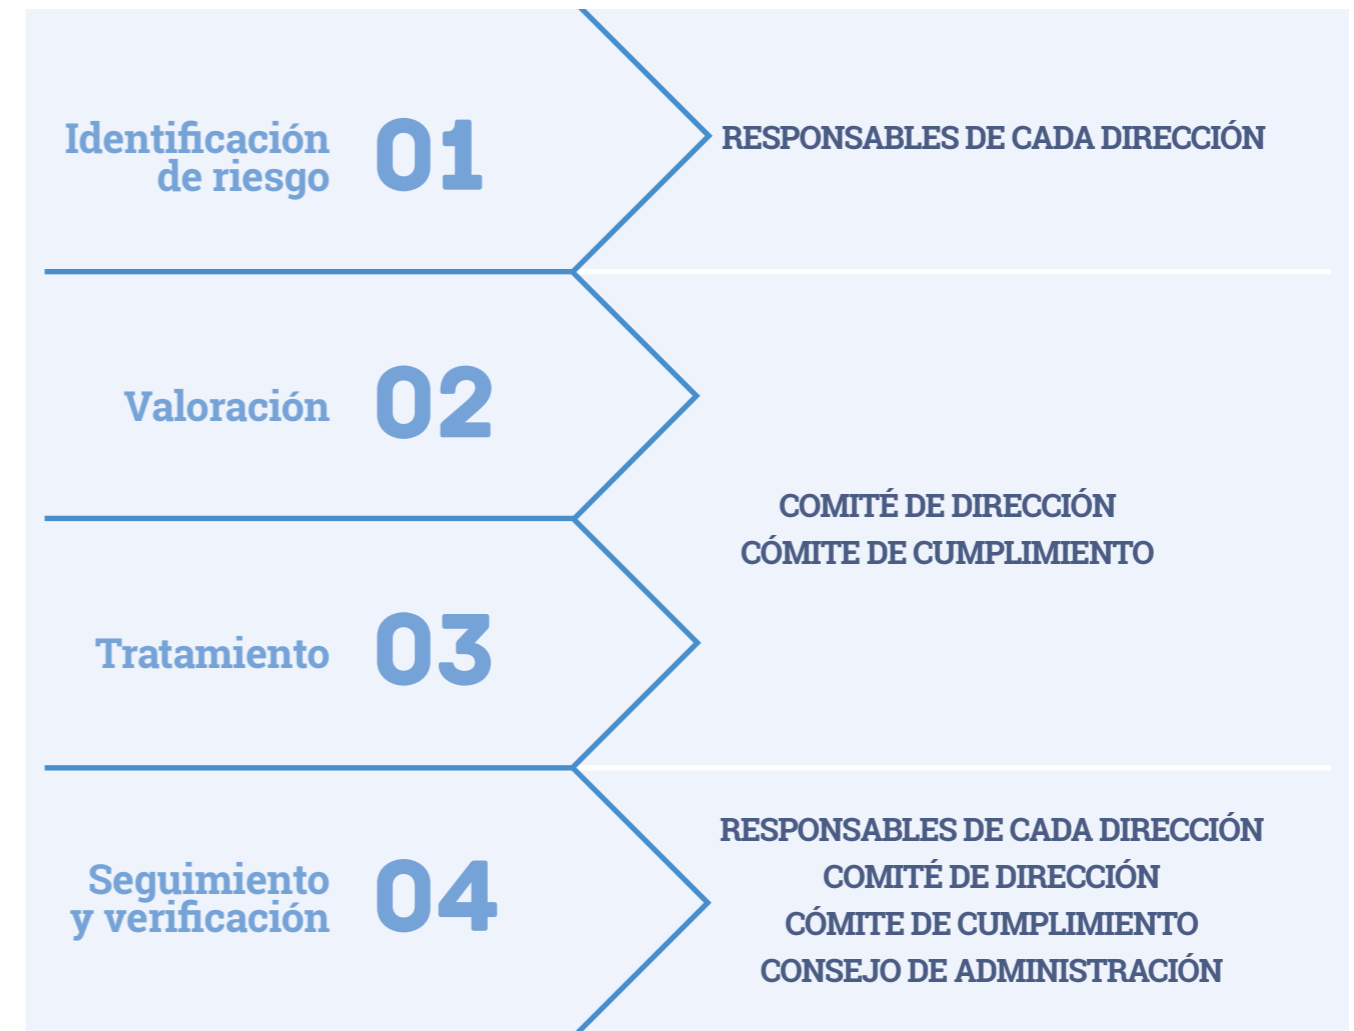 Identificación
de riesgo
01
RESPONSABLES DE CADA DIRECCIÓN
Valoración
02
COMITÉ DE DIRECCIÓN
CÓMITE DE CUMPLIMIENTO
Tratamiento
03
Seguimiento
y verificación
04
RESPONSABLES DE CADA DIRECCIÓN
COMITÉ DE DIRECCIÓN
CÓMITE DE CUMPLIMIENTO
CONSEJO DE ADMINISTRACIÓN